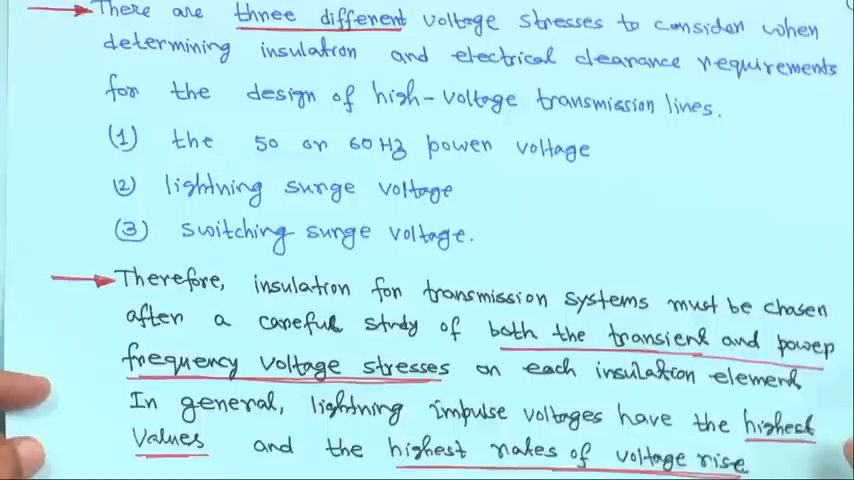 There are three different voltage stresses to consider when
determining insulation and electrical clearance requirements
for the design of high-voltage transmission lines.
(1) the 50 or 60 Hz power voltage
(2) lightning surge voltage
(3) switching surge voltage.
Therefore, insulation for transmission systems must be chosen
after a careful study of both the transient and power
frequency voltage stresses on each insulation element.
In general, lightning impulse voltages have the highest
values and the highest rates of voltage rise